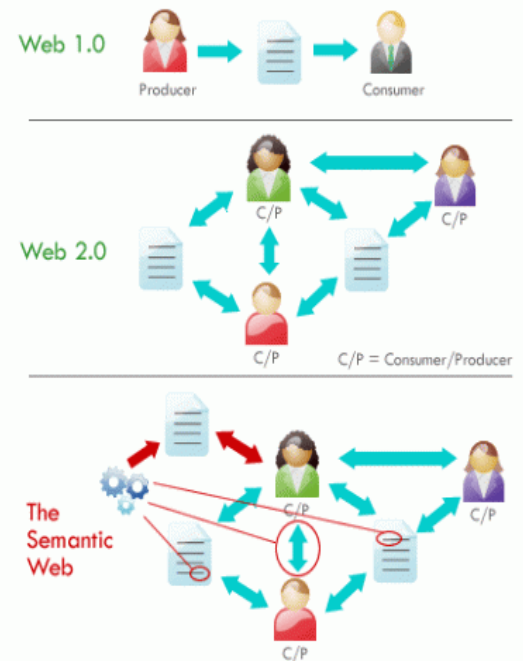 Web 1.0
Producer
Consumer
C/P
C/P
Web 2.0
C/P
C/P = Consumer/Producer
C/P
C/P
The
Semantic
Web
C/P